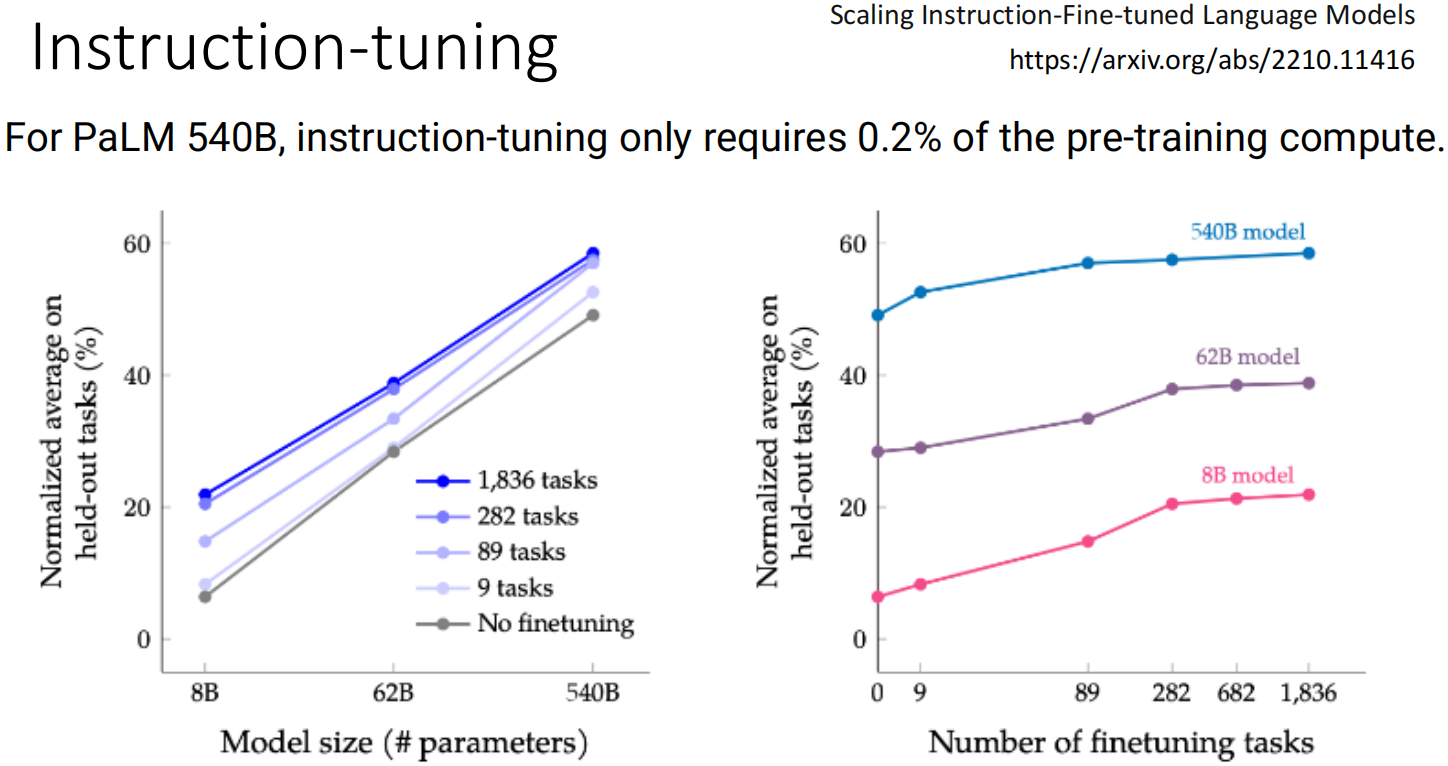 Instruction-tuning
Scaling Instruction-Fine-tuned Language Models
https://arxiv.org/abs/2210.11416
For PaLM 540B, instruction-tuning only requires 0.2% of the pre-training compute.
Normalized average on
held-out tasks (%)
60
40
20
0
1,836 tasks
282 tasks
89 tasks
9 tasks
No finetuning
8B
62B
540B
Model size (# parameters)
Normalized average on
held-out tasks (%)
60
40
20
0
540B model
62B model
8B model
0
9
89
282
682
1,836
Number of finetuning tasks